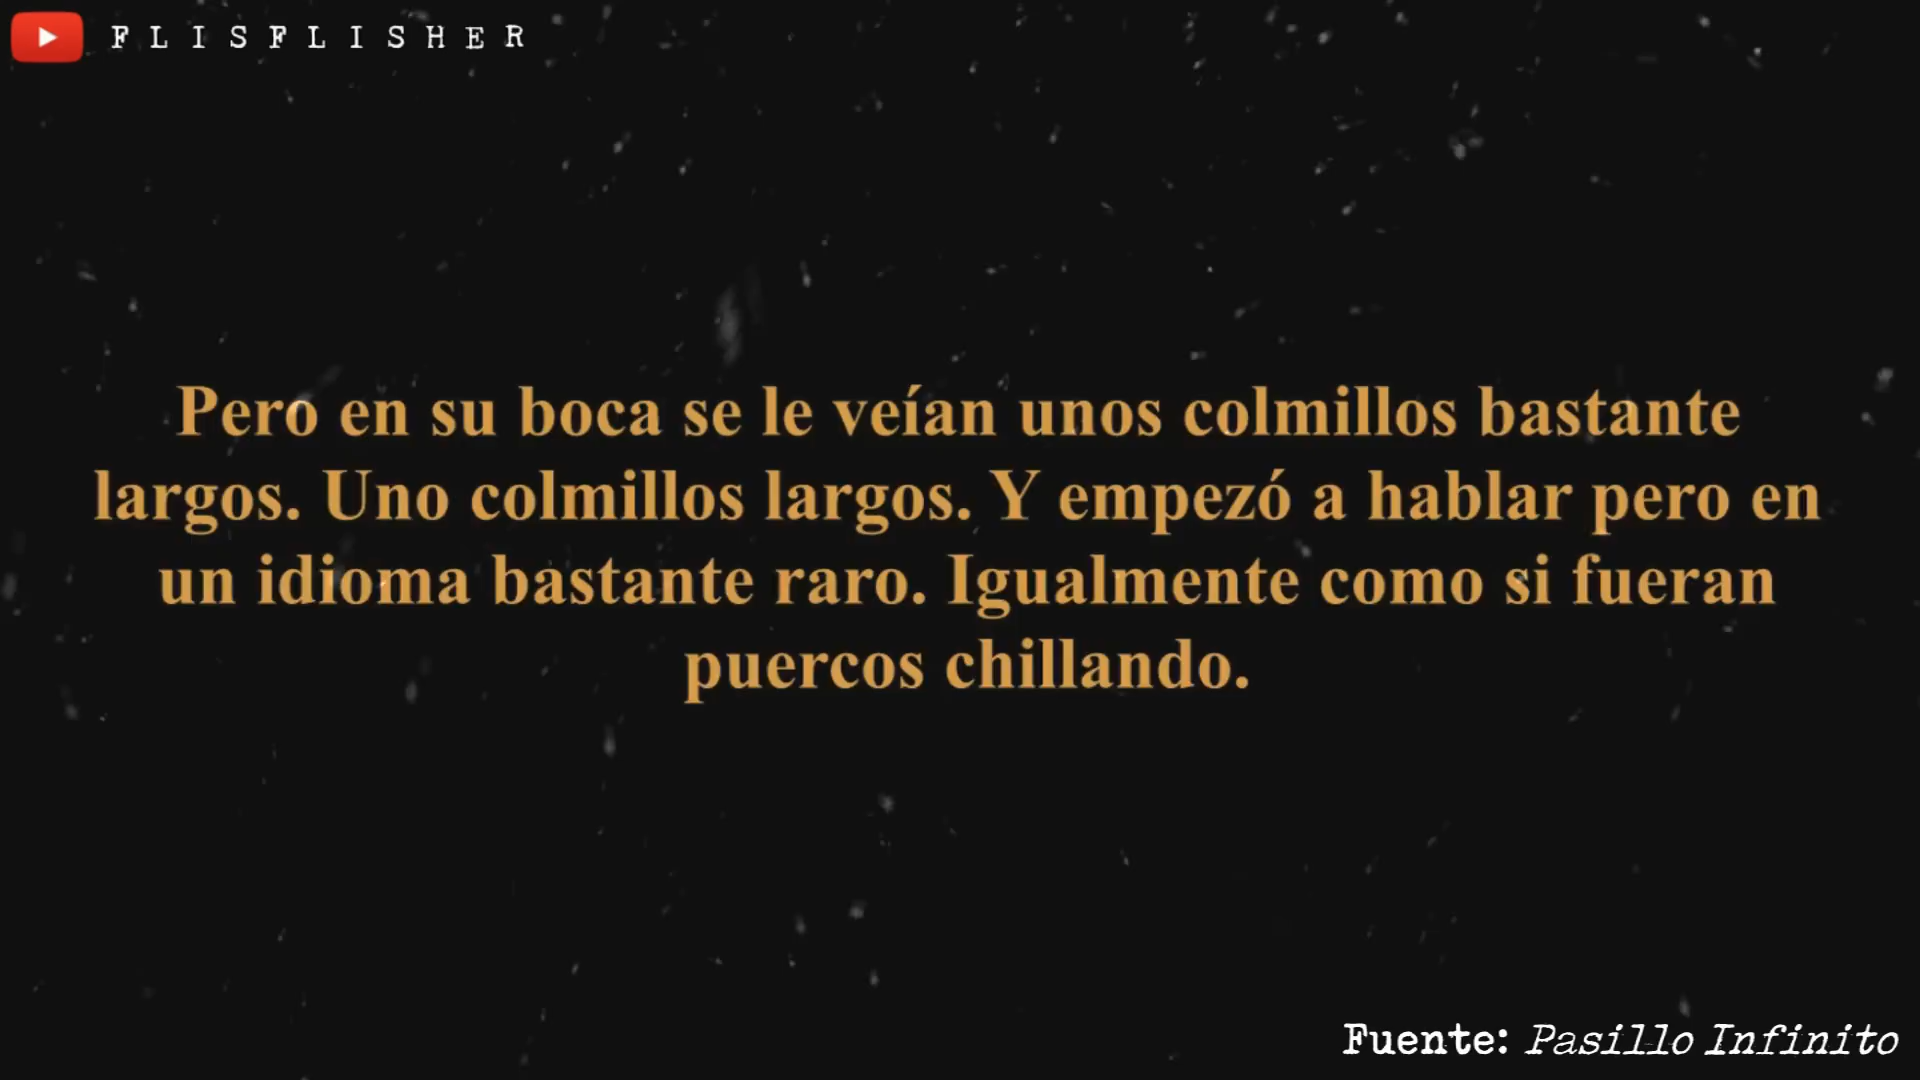 FLISFLISHER
Pero en su boca se le veían unos colmillos bastante
largos. Uno colmillos largos. Y empezó a hablar pero en
un idioma bastante raro. Igualmente como si fueran
puercos chillando.
Fuente: Pasillo Infinito